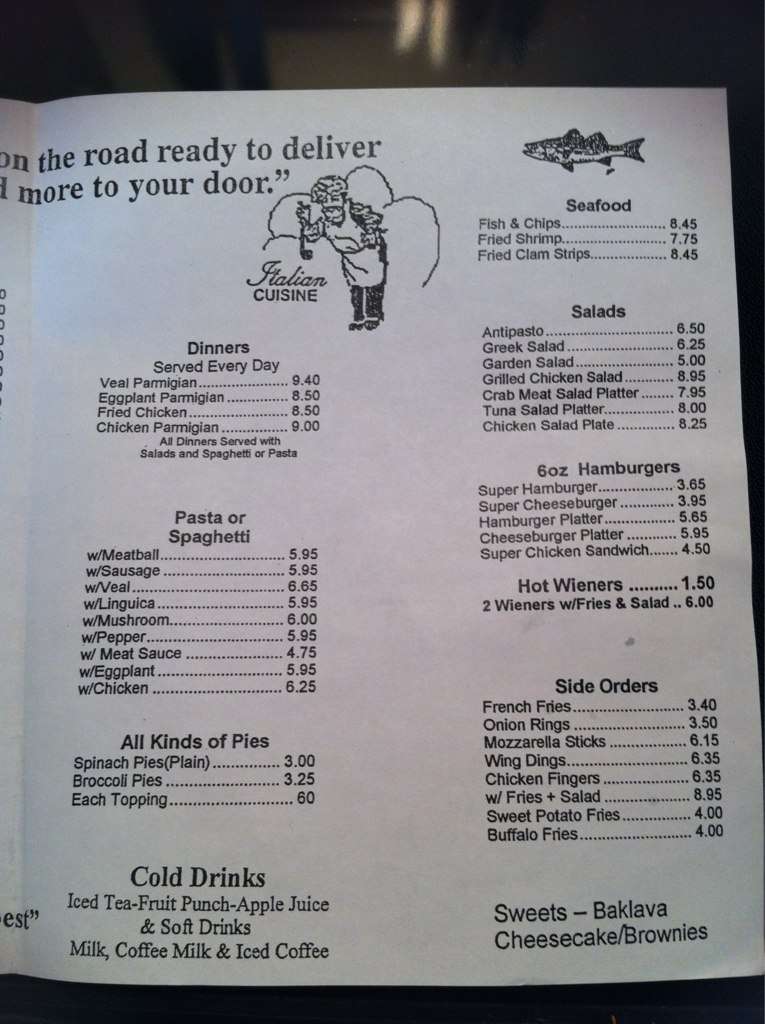 on the road ready to deliver
more to your door."
Italian
CUISINE
Dinners
Served Every Day
Veal Parmigian.................... 9.40
Eggplant Parmigian ............. 8.50
Fried Chicken ...................... 8.50
Chicken Parmigian .............. 9.00
All Dinners Served with
Salads and Spaghetti or Pasta
Pasta or
Spaghetti
w/Meatball........................... 5.95
w/Sausage .......................... 5.95
w/Veal................................. 6.65
w/Linguica........................... 5.95
w/Mushroom........................ 6.00
w/Pepper............................. 5.95
w/ Meat Sauce .................... 4.75
w/Eggplant .......................... 5.95
w/Chicken ........................... 6.25
All Kinds of Pies
Spinach Pies(Plain) .............. 3.00
Broccoli Pies ........................ 3.25
Each Topping......................... 60
Cold Drinks
Iced Tea-Fruit Punch-Apple Juice
& Soft Drinks
Milk, Coffee Milk & Iced Coffee
est"
Seafood
Fish & Chips........................ 8.45
Fried Shrimp........................ 7.75
Fried Clam Strips.................. 8.45
Salads
Antipasto .............................. 6.50
Greek Salad ......................... 6.25
Garden Salad ....................... 5.00
Grilled Chicken Salad ........... 8.95
Crab Meat Salad Platter ....... 7.95
Tuna Salad Platter................ 8.00
Chicken Salad Plate ............. 8.25
6oz Hamburgers
Super Hamburger.................. 3.65
Super Cheeseburger............. 3.95
Hamburger Platter ................ 5.65
Cheeseburger Platter ........... 5.95
Super Chicken Sandwich...... 4.50
Hot Wieners .......... 1.50
2 Wieners w/Fries & Salad .. 6.00
Side Orders
French Fries.......................... 3.40
Onion Rings ......................... 3.50
Mozzarella Sticks ................. 6.15
Wing Dings........................... 6.35
Chicken Fingers ................... 6.35
w/ Fries + Salad ................... 8.95
Sweet Potato Fries............... 4.00
Buffalo Fries......................... 4.00
Sweets – Baklava
Cheesecake/Brownies